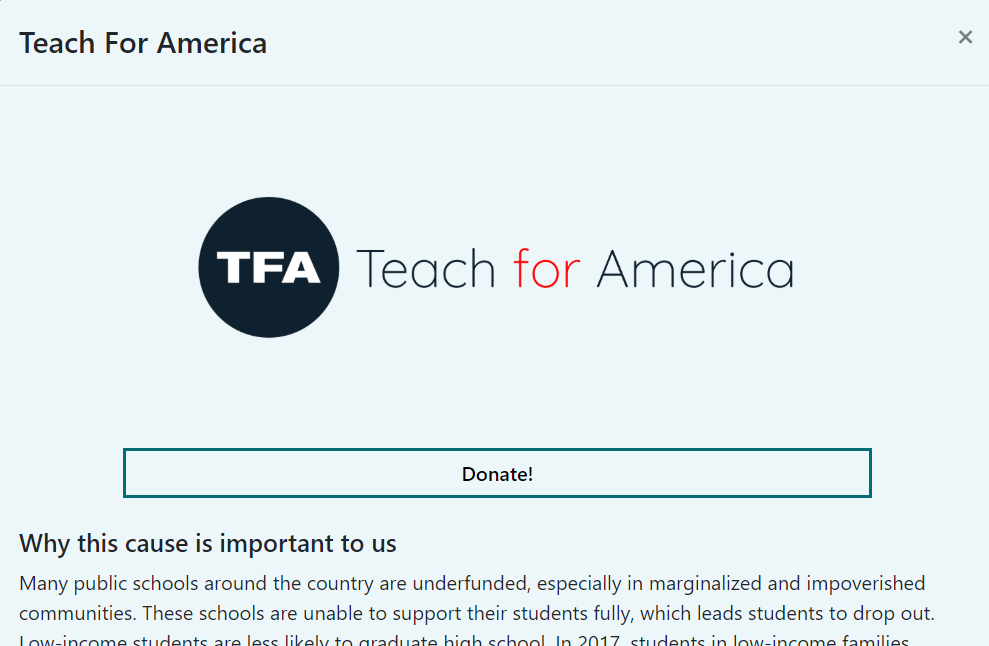 Teach For America
×
TFA Teach for America
Donate!
Why this cause is important to us
Many public schools around the country are underfunded, especially in marginalized and impoverished
communities. These schools are unable to support their students fully, which leads students to drop out.
Low-income students are less likely to graduate high school. In 2017, students in low-income families